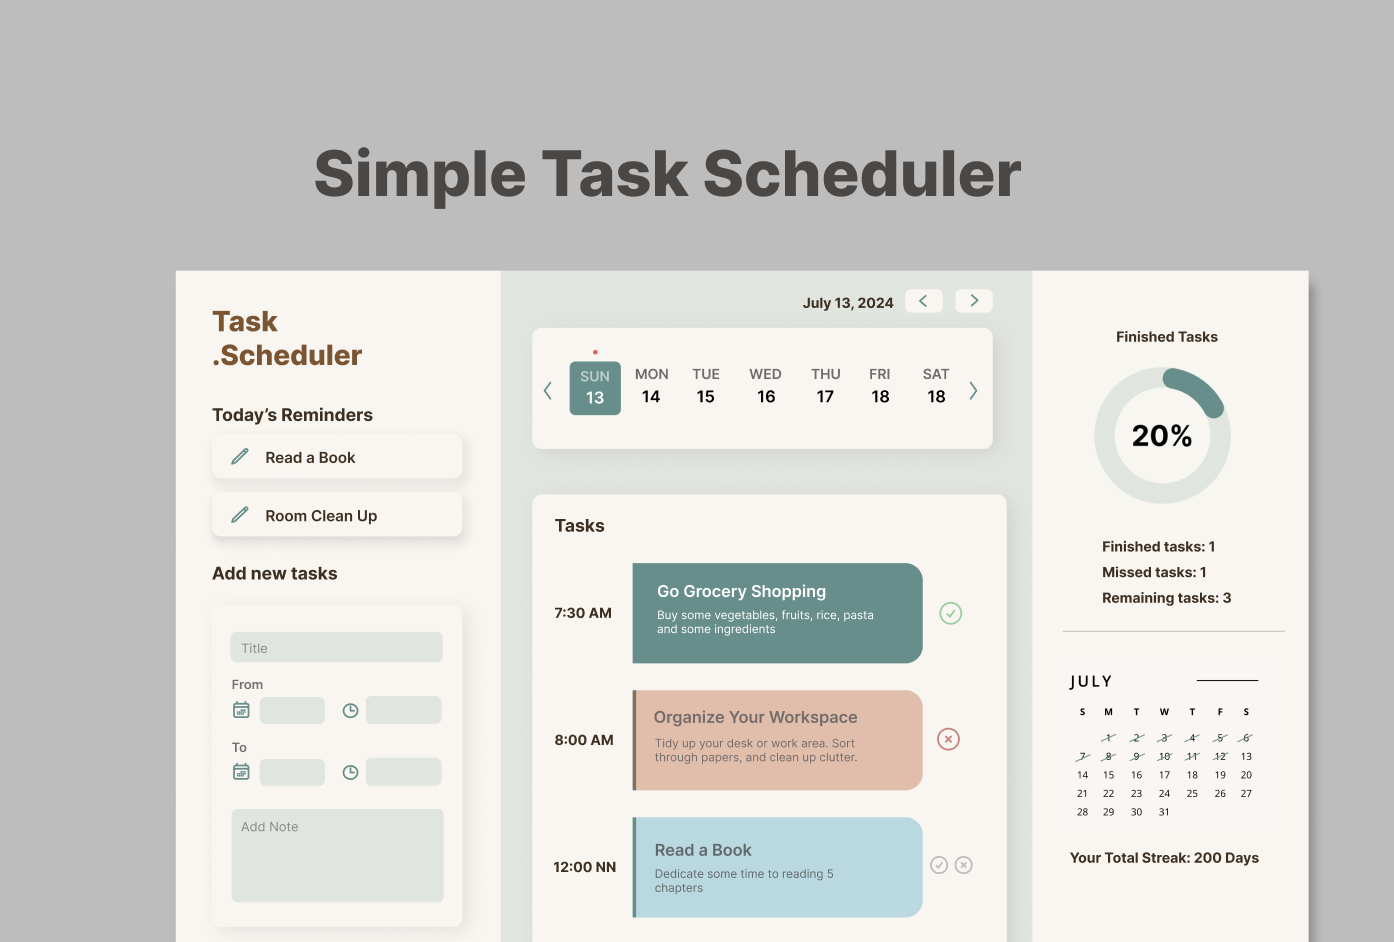 Simple Task Scheduler
Task
.Scheduler
Today’s Reminders
Read a Book
Room Clean Up
Add new tasks
Title
From
To
Add Note
July 13, 2024
SUN MON TUE WED THU FRI SAT
13 14 15 16 17 18 18
Tasks
7:30 AM
Go Grocery Shopping
Buy some vegetables, fruits, rice, pasta
and some ingredients
8:00 AM
Organize Your Workspace
Tidy up your desk or work area. Sort
through papers, and clean up clutter.
12:00 NN
Read a Book
Dedicate some time to reading 5
chapters
Finished Tasks
20%
Finished tasks: 1
Missed tasks: 1
Remaining tasks: 3
JULY
S M T W T F S
1 2 3 4 5 6
7 8 9 10 11 12 13
14 15 16 17 18 19 20
21 22 23 24 25 26 27
28 29 30 31
Your Total Streak: 200 Days